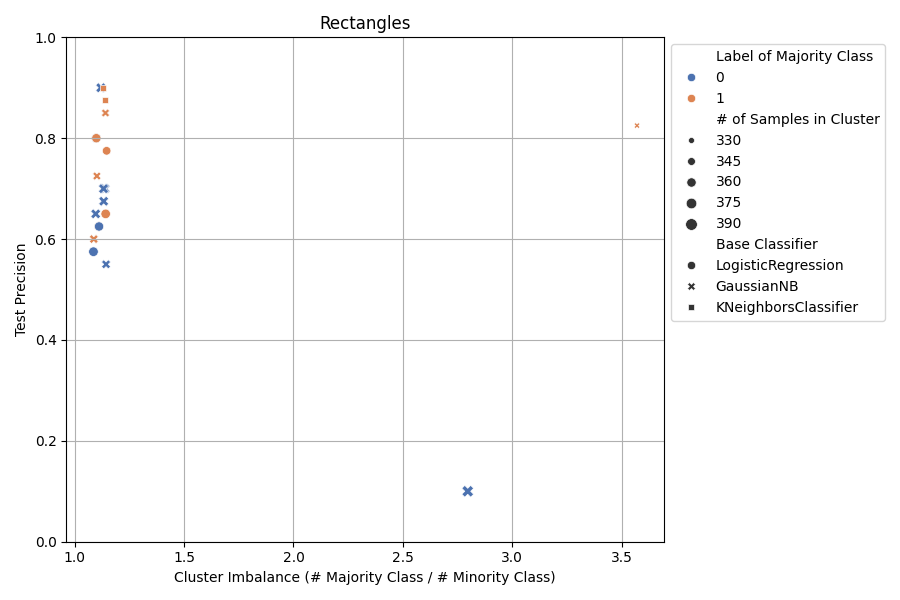 Rectangles
1.0
0.8
0.6
0.4
0.2
0.0
Test Precision
1.0
1.5
2.0
2.5
3.0
3.5
Cluster Imbalance (# Majority Class / # Minority Class)
Label of Majority Class
0
1
# of Samples in Cluster
330
345
360
375
390
Base Classifier
LogisticRegression
GaussianNB
KNeighborsClassifier